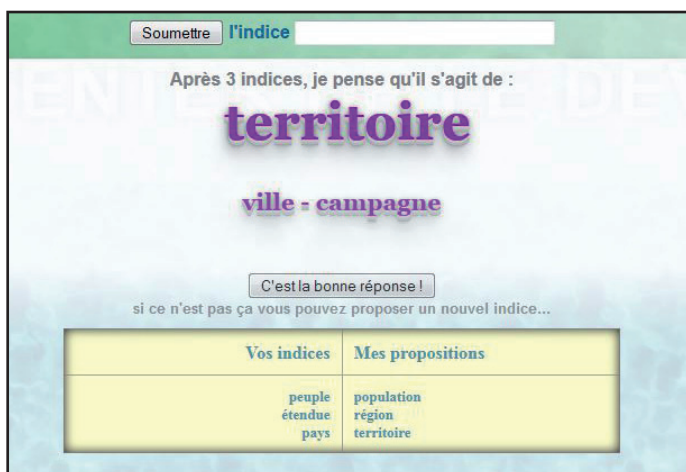 Soumettre l'indice
Après 3 indices, je pense qu'il s'agit de :
territoire
ville - campagne
C'est la bonne réponse !
si ce n'est pas ça vous pouvez proposer un nouvel indice...
Vos indices Mes propositions
peuple population
étendue région
pays territoire